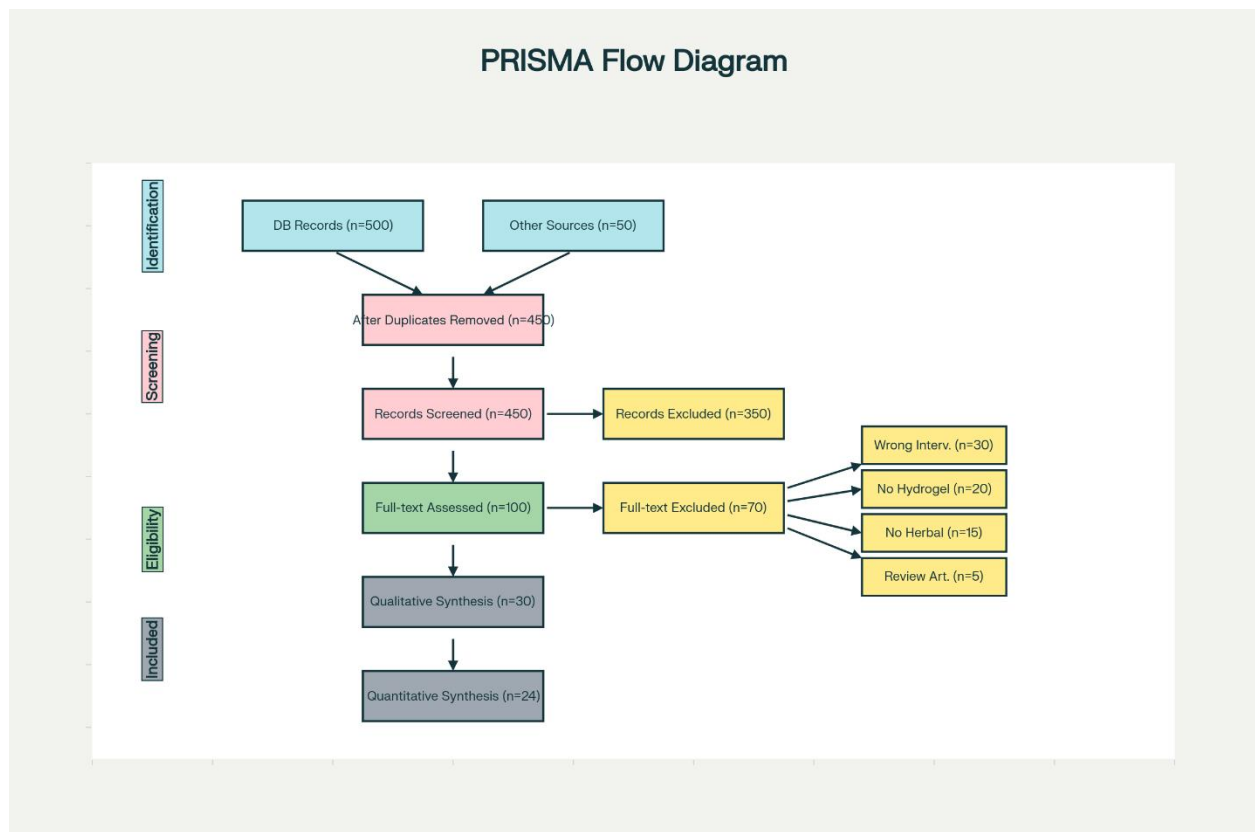 PRISMA Flow Diagram
Identification
DB Records (n=500)
Other Sources (n=50)
After Duplicates Removed (n=450)
Screening
Records Screened (n=450)
Records Excluded (n=350)
Wrong Interv. (n=30)
No Hydrogel (n=20)
No Herbal (n=15)
Review Art. (n=5)
Eligibility
Full-text Assessed (n=100)
Full-text Excluded (n=70)
Included
Qualitative Synthesis (n=30)
Quantitative Synthesis (n=24)